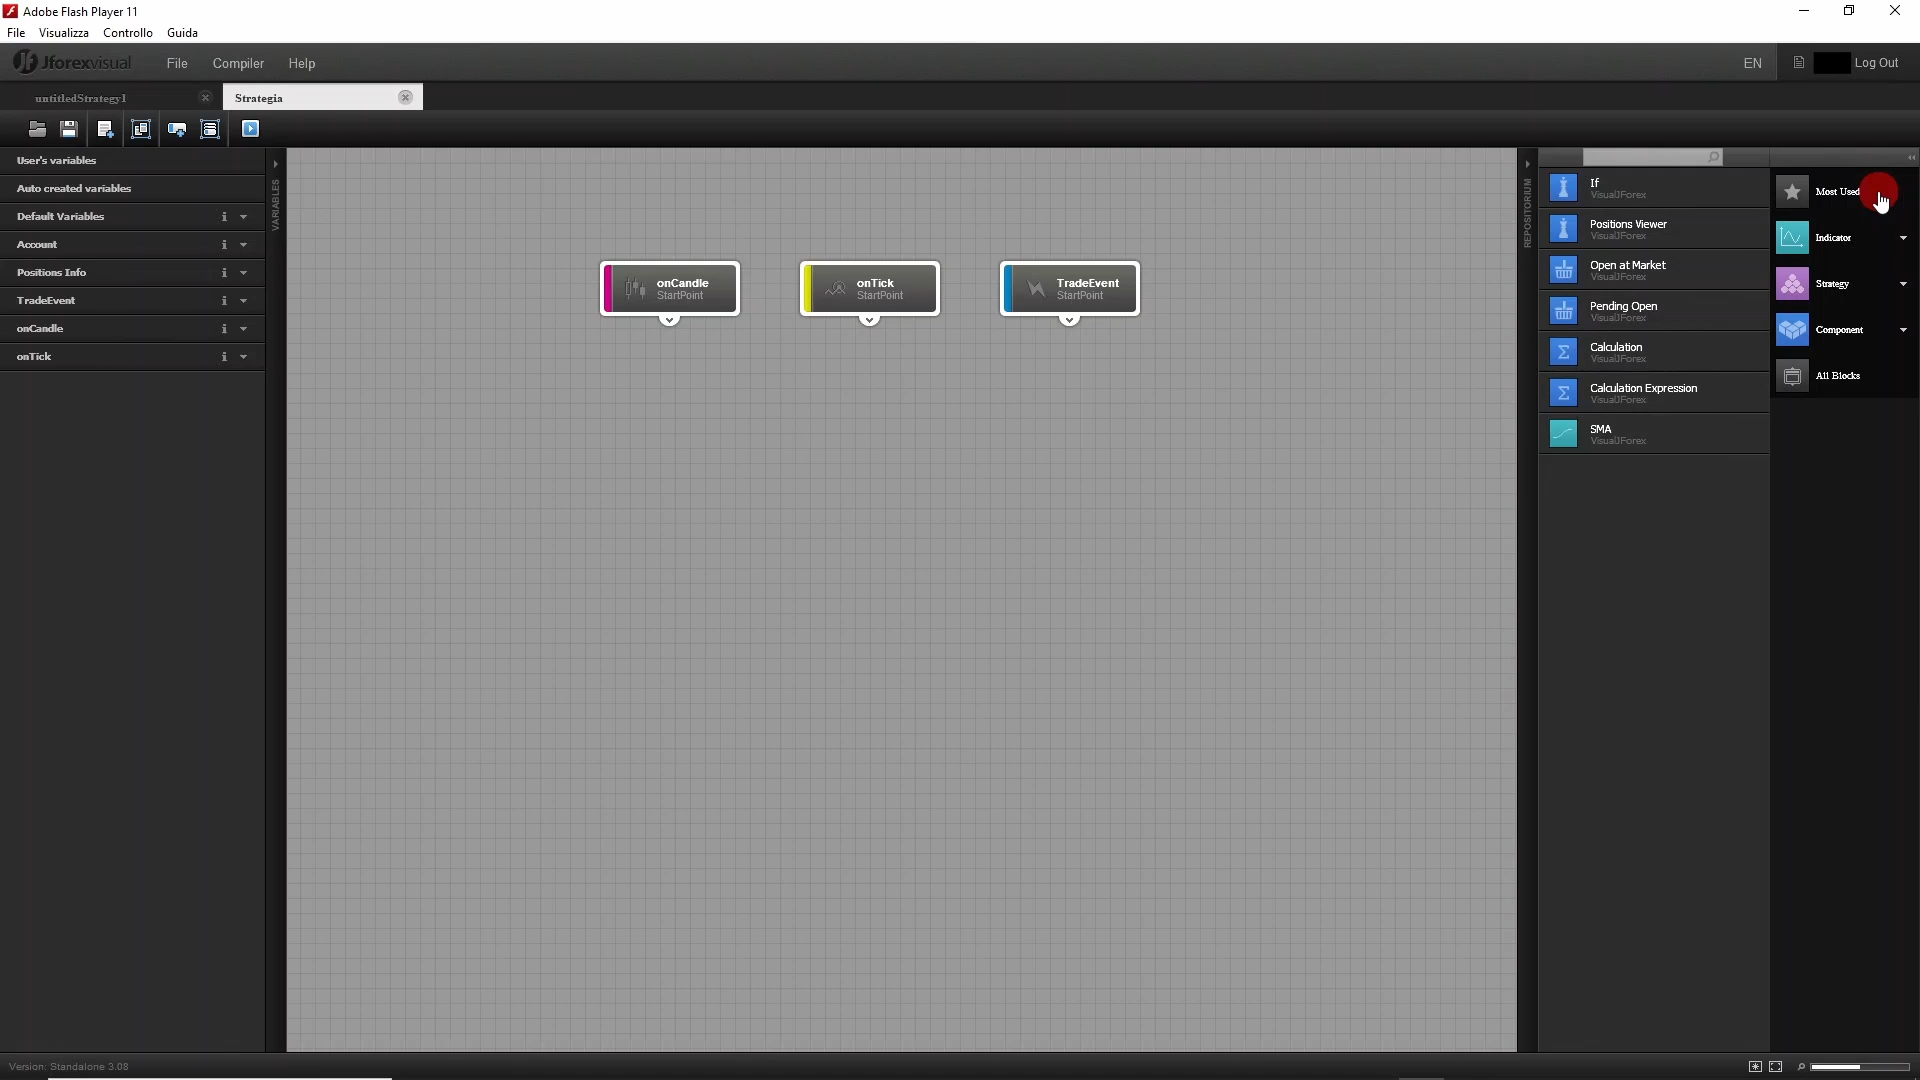 Adobe Flash Player 11
File Visualizza Controllo Guida
Jforexvisual File Compiler Help EN Log Out
untitledStrategy1 Strategia
User's variables
Auto created variables
Default Variables
Account
Positions Info
TradeEvent
onCandle
onTick
VARIABLES
onCandle
StartPoint
onTick
StartPoint
TradeEvent
StartPoint
REPOSITORIUM
If
VisualJForex
Positions Viewer
VisualJForex
Open at Market
VisualJForex
Pending Open
VisualJForex
Calculation
VisualJForex
Calculation Expression
VisualJForex
SMA
VisualJForex
Most Used
Indicator
Strategy
Component
All Blocks
Version: Standalone 3.08